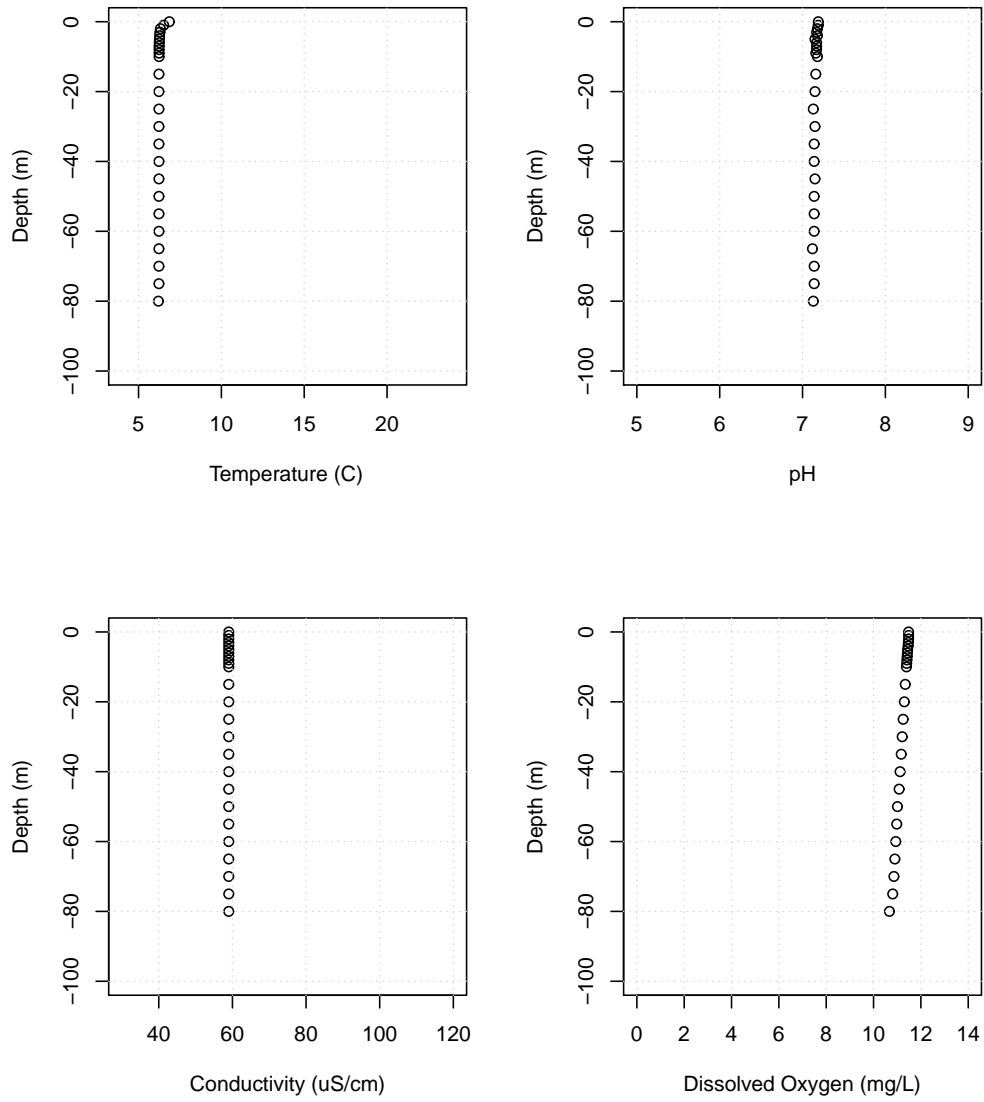 0
−20
−40
−60
−80
−100
Depth (m)
5 10 15 20
Temperature (C)
0
−20
−40
−60
−80
−100
Depth (m)
5 6 7 8 9
pH
0
−20
−40
−60
−80
−100
Depth (m)
40 60 80 100 120
Conductivity (uS/cm)
0
−20
−40
−60
−80
−100
Depth (m)
0 2 4 6 8 10 12 14
Dissolved Oxygen (mg/L)